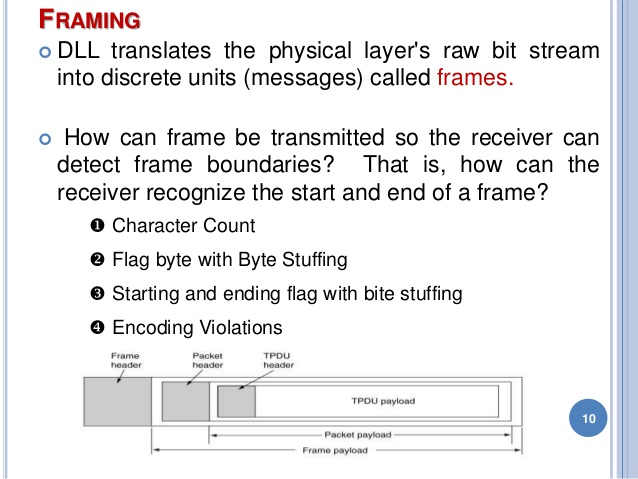 FRAMING
DLL translates the physical layer's raw bit stream
into discrete units (messages) called frames.
How can frame be transmitted so the receiver can
detect frame boundaries? That is, how can the
receiver recognize the start and end of a frame?
❶ Character Count
❷ Flag byte with Byte Stuffing
❸ Starting and ending flag with bite stuffing
❹ Encoding Violations
Frame header
Packet header
TPDU header
TPDU payload
Packet payload
Frame payload
10